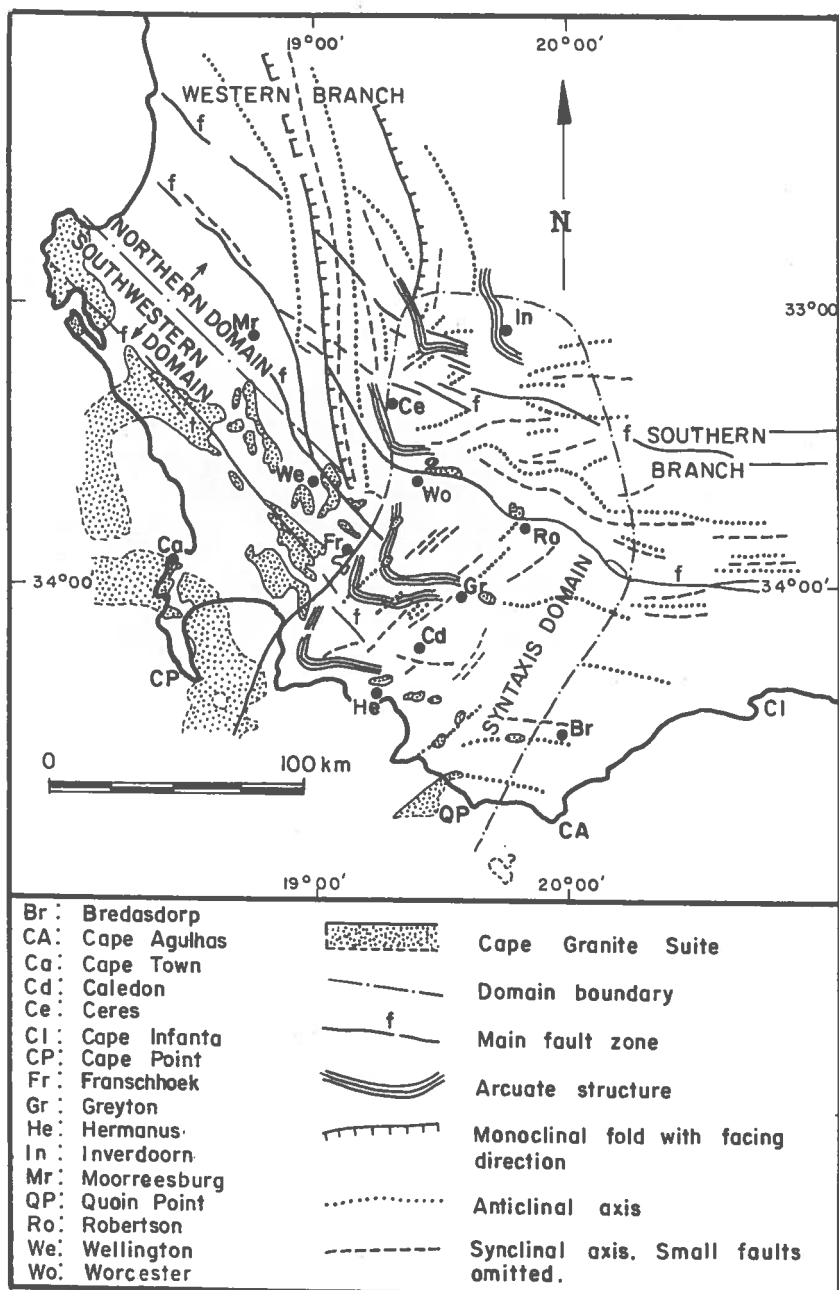 19°00'
20°00'
WESTERN BRANCH
f
f
N
NORTHERN DOMAIN
SOUTHWESTERN
DOMAIN
33°00'
In
Mr
f
f
Ce
f
f SOUTHERN
BRANCH
f
We
Wo
Ro
Ca
Fr
34°00'
f
34°00'
Gr
f
Cd
SYNTAXIS DOMAIN
CP
He
CI
Br
0
100 km
QP
CA
?
19°00'
20°00'
Br: Bredasdorp
CA: Cape Agulhas
Ca: Cape Town
Cd: Caledon
Ce: Ceres
CI: Cape Infanta
CP: Cape Point
Fr: Franschhoek
Gr: Greyton
He: Hermanus
In: Inverdoorn
Mr: Moorreesburg
QP: Quoin Point
Ro: Robertson
We: Wellington
Wo: Worcester
Cape Granite Suite
Domain boundary
f
Main fault zone
Arcuate structure
Monoclinal fold with facing
direction
Anticlinal axis
Synclinal axis. Small faults
omitted.